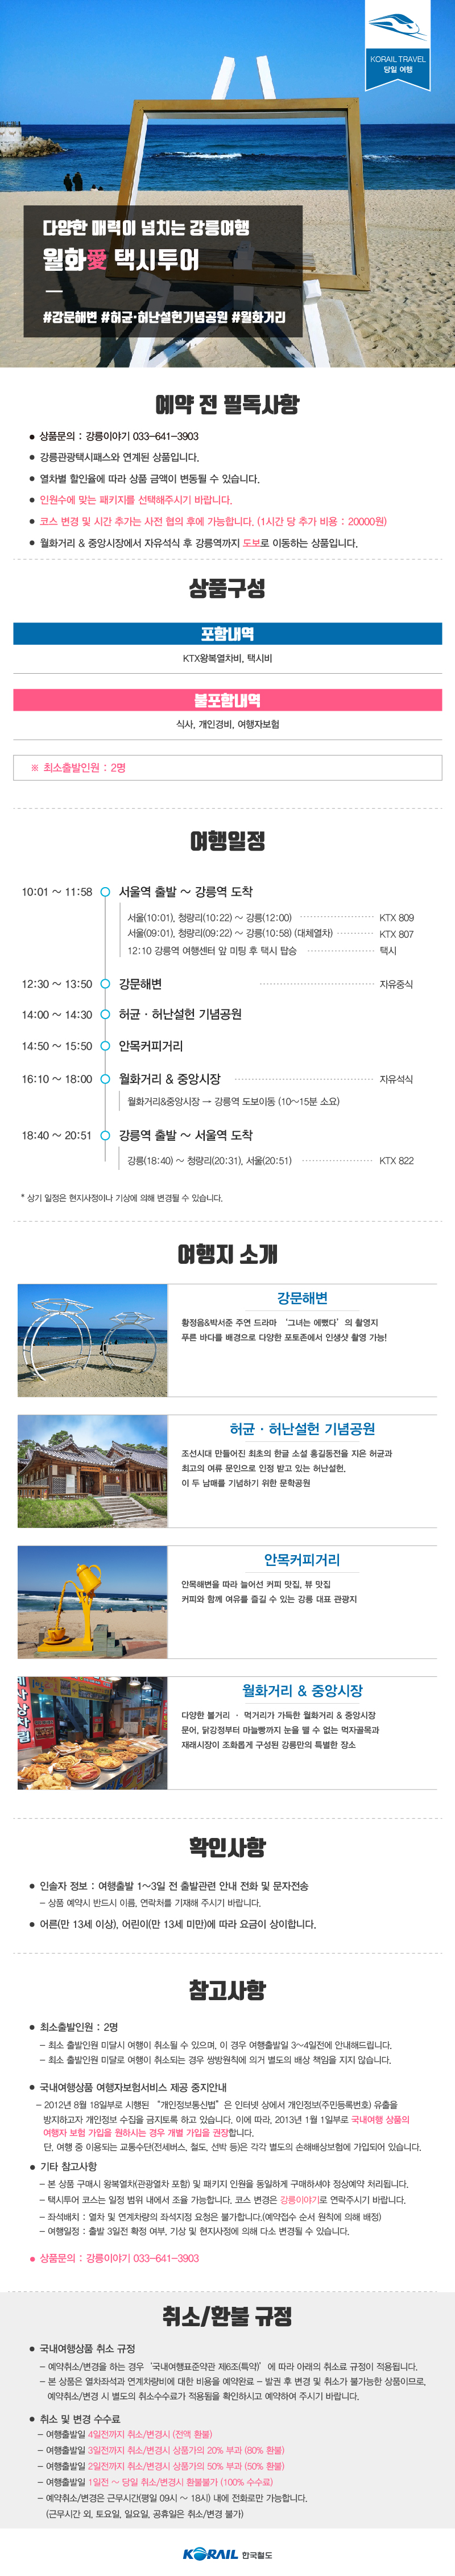 KORAIL TRAVEL
당일 여행
다양한 매력이 넘치는 강릉여행
월화愛 택시투어
#강문해변 #허균·허난설헌기념공원 #월화거리
예약 전 필독사항
● 상품문의 : 강릉이야기 033-641-3903
● 강릉관광택시패스와 연계된 상품입니다.
● 열차별 할인율에 따라 상품 금액이 변동될 수 있습니다.
● 인원수에 맞는 패키지를 선택해주시기 바랍니다.
● 코스 변경 및 시간 추가는 사전 협의 후에 가능합니다. (1시간 당 추가 비용 : 20000원)
● 월화거리 & 중앙시장에서 자유석식 후 강릉역까지 도보로 이동하는 상품입니다.
상품구성
포함내역
KTX왕복열차비, 택시비
불포함내역
식사, 개인경비, 여행자보험
※ 최소출발인원 : 2명
여행일정
10:01 ~ 11:58 서울역 출발 ~ 강릉역 도착
서울(10:01), 청량리(10:22) ~ 강릉(12:00) KTX 809
서울(09:01), 청량리(09:22) ~ 강릉(10:58) (대체열차) KTX 807
12:10 강릉역 여행센터 앞 미팅 후 택시 탑승 택시
12:30 ~ 13:50 강문해변 자유중식
14:00 ~ 14:30 허균 · 허난설헌 기념공원
14:50 ~ 15:50 안목커피거리
16:10 ~ 18:00 월화거리 & 중앙시장 자유석식
월화거리&중앙시장 → 강릉역 도보이동 (10~15분 소요)
18:40 ~ 20:51 강릉역 출발 ~ 서울역 도착
강릉(18:40) ~ 청량리(20:31), 서울(20:51) KTX 822
* 상기 일정은 현지사정이나 기상에 의해 변경될 수 있습니다.
여행지 소개
강문해변
황정음&박서준 주연 드라마 ‘그녀는 예뻤다’의 촬영지
푸른 바다를 배경으로 다양한 포토존에서 인생샷 촬영 가능!
허균 · 허난설헌 기념공원
조선시대 만들어진 최초의 한글 소설 홍길동전을 지은 허균과
최고의 여류 문인으로 인정 받고 있는 허난설헌,
이 두 남매를 기념하기 위한 문학공원
안목커피거리
안목해변을 따라 늘어선 커피 맛집, 뷰 맛집
커피와 함께 여유를 즐길 수 있는 강릉 대표 관광지
월화거리 & 중앙시장
다양한 볼거리 · 먹거리가 가득한 월화거리 & 중앙시장
문어, 닭강정부터 마늘빵까지 눈을 뗄 수 없는 먹자골목과
재래시장이 조화롭게 구성된 강릉만의 특별한 장소
확인사항
● 인솔자 정보 : 여행출발 1~3일 전 출발관련 안내 전화 및 문자전송
- 상품 예약시 반드시 이름, 연락처를 기재해 주시기 바랍니다.
● 어른(만 13세 이상), 어린이(만 13세 미만)에 따라 요금이 상이합니다.
참고사항
● 최소출발인원 : 2명
- 최소 출발인원 미달시 여행이 취소될 수 있으며, 이 경우 여행출발일 3~4일전에 안내해드립니다.
- 최소 출발인원 미달로 여행이 취소되는 경우 쌍방원칙에 의거 별도의 배상 책임을 지지 않습니다.
● 국내여행상품 여행자보험서비스 제공 중지안내
- 2012년 8월 18일부로 시행된 “개인정보통신법”은 인터넷 상에서 개인정보(주민등록번호) 유출을
방지하고자 개인정보 수집을 금지토록 하고 있습니다. 이에 따라, 2013년 1월 1일부로 국내여행 상품의
여행자 보험 가입을 원하시는 경우 개별 가입을 권장합니다.
단, 여행 중 이용되는 교통수단(전세버스, 철도, 선박 등)은 각각 별도의 손해배상보험에 가입되어 있습니다.
● 기타 참고사항
- 본 상품 구매시 왕복열차(관광열차 포함) 및 패키지 인원을 동일하게 구매하셔야 정상예약 처리됩니다.
- 택시투어 코스는 일정 범위 내에서 조율 가능합니다. 코스 변경은 강릉이야기로 연락주시기 바랍니다.
- 좌석배치 : 열차 및 연계차량의 좌석지정 요청은 불가합니다.(예약접수 순서 원칙에 의해 배정)
- 여행일정 : 출발 3일전 확정 여부, 기상 및 현지사정에 의해 다소 변경될 수 있습니다.
● 상품문의 : 강릉이야기 033-641-3903
취소/환불 규정
● 국내여행상품 취소 규정
- 예약취소/변경을 하는 경우 ‘국내여행표준약관 제6조(특약)’에 따라 아래의 취소료 규정이 적용됩니다.
- 본 상품은 열차좌석과 연계차량비에 대한 비용을 예약완료 - 발권 후 변경 및 취소가 불가능한 상품이므로,
예약취소/변경 시 별도의 취소수수료가 적용됨을 확인하시고 예약하여 주시기 바랍니다.
● 취소 및 변경 수수료
- 여행출발일 4일전까지 취소/변경시 (전액 환불)
- 여행출발일 3일전까지 취소/변경시 상품가의 20% 부과 (80% 환불)
- 여행출발일 2일전까지 취소/변경시 상품가의 50% 부과 (50% 환불)
- 여행출발일 1일전 ~ 당일 취소/변경시 환불불가 (100% 수수료)
- 예약취소/변경은 근무시간(평일 09시 ~ 18시) 내에 전화로만 가능합니다.
(근무시간 외, 토요일, 일요일, 공휴일은 취소/변경 불가)
KORAIL 한국철도